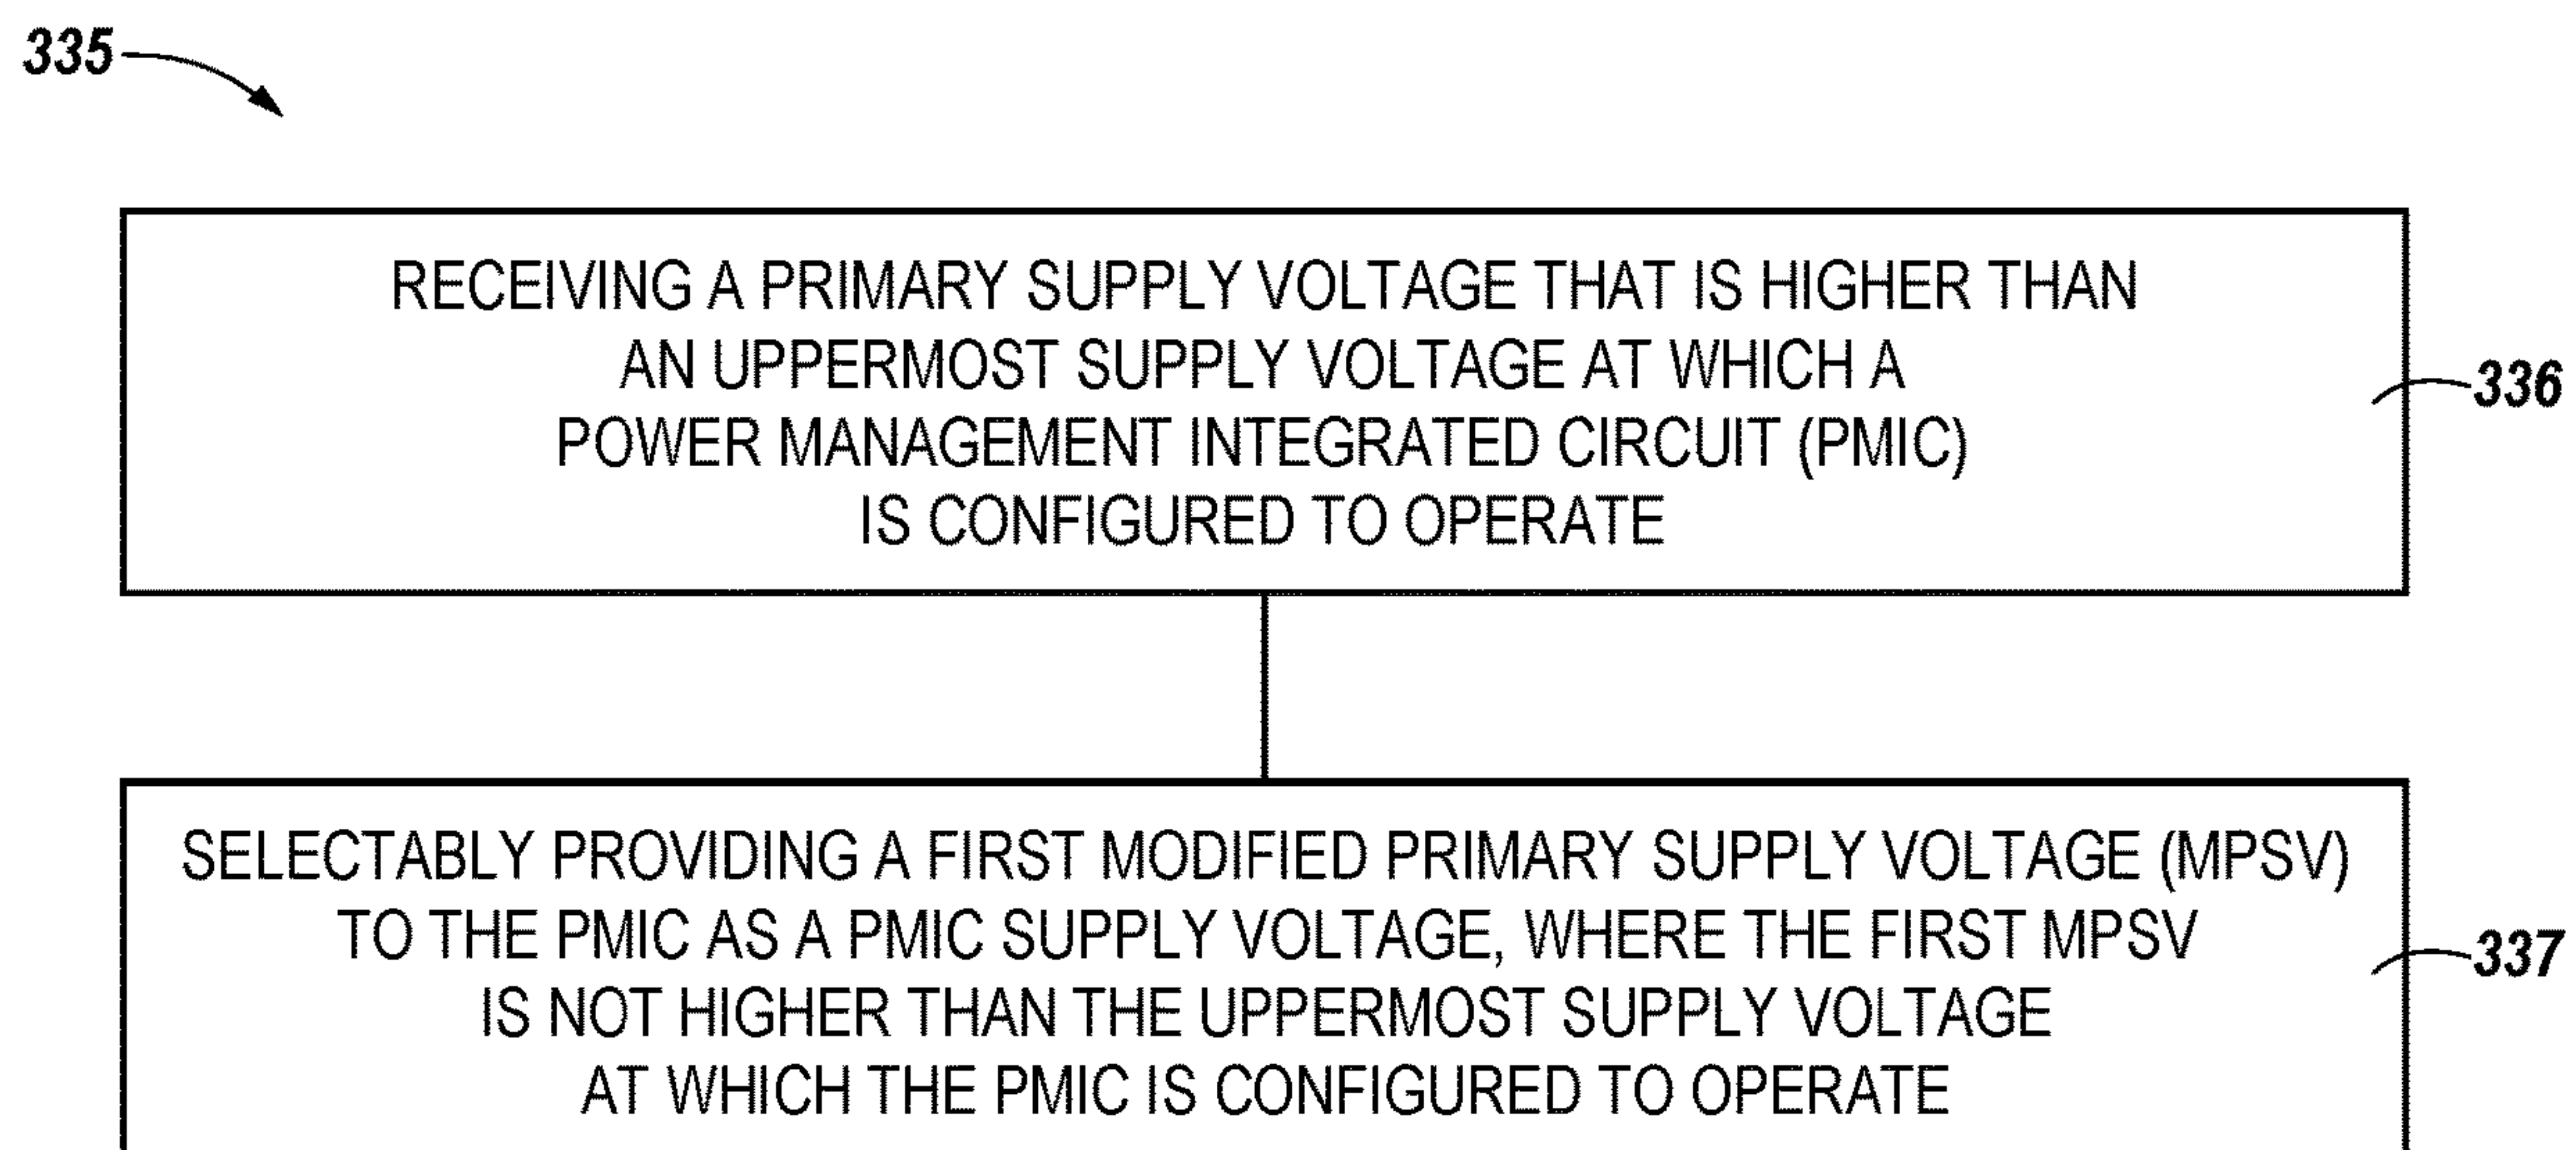 335
RECEIVING A PRIMARY SUPPLY VOLTAGE THAT IS HIGHER THAN
AN UPPERMOST SUPPLY VOLTAGE AT WHICH A
POWER MANAGEMENT INTEGRATED CIRCUIT (PMIC)
IS CONFIGURED TO OPERATE
336
SELECTABLY PROVIDING A FIRST MODIFIED PRIMARY SUPPLY VOLTAGE (MPSV)
TO THE PMIC AS A PMIC SUPPLY VOLTAGE, WHERE THE FIRST MPSV
IS NOT HIGHER THAN THE UPPERMOST SUPPLY VOLTAGE
AT WHICH THE PMIC IS CONFIGURED TO OPERATE
337